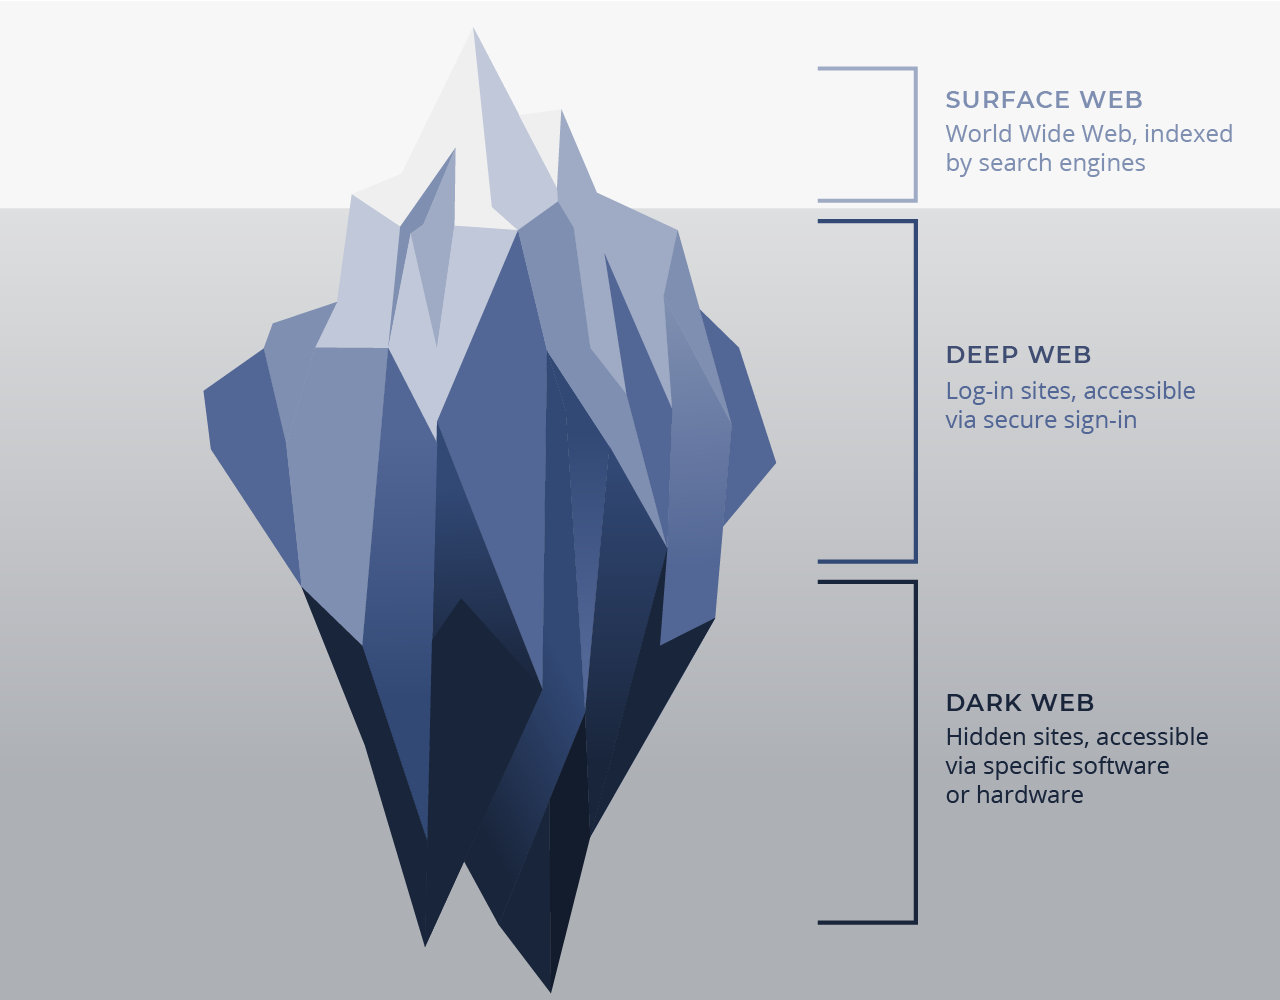 SURFACE WEB
World Wide Web, indexed
by search engines
DEEP WEB
Log-in sites, accessible
via secure sign-in
DARK WEB
Hidden sites, accessible
via specific software
or hardware